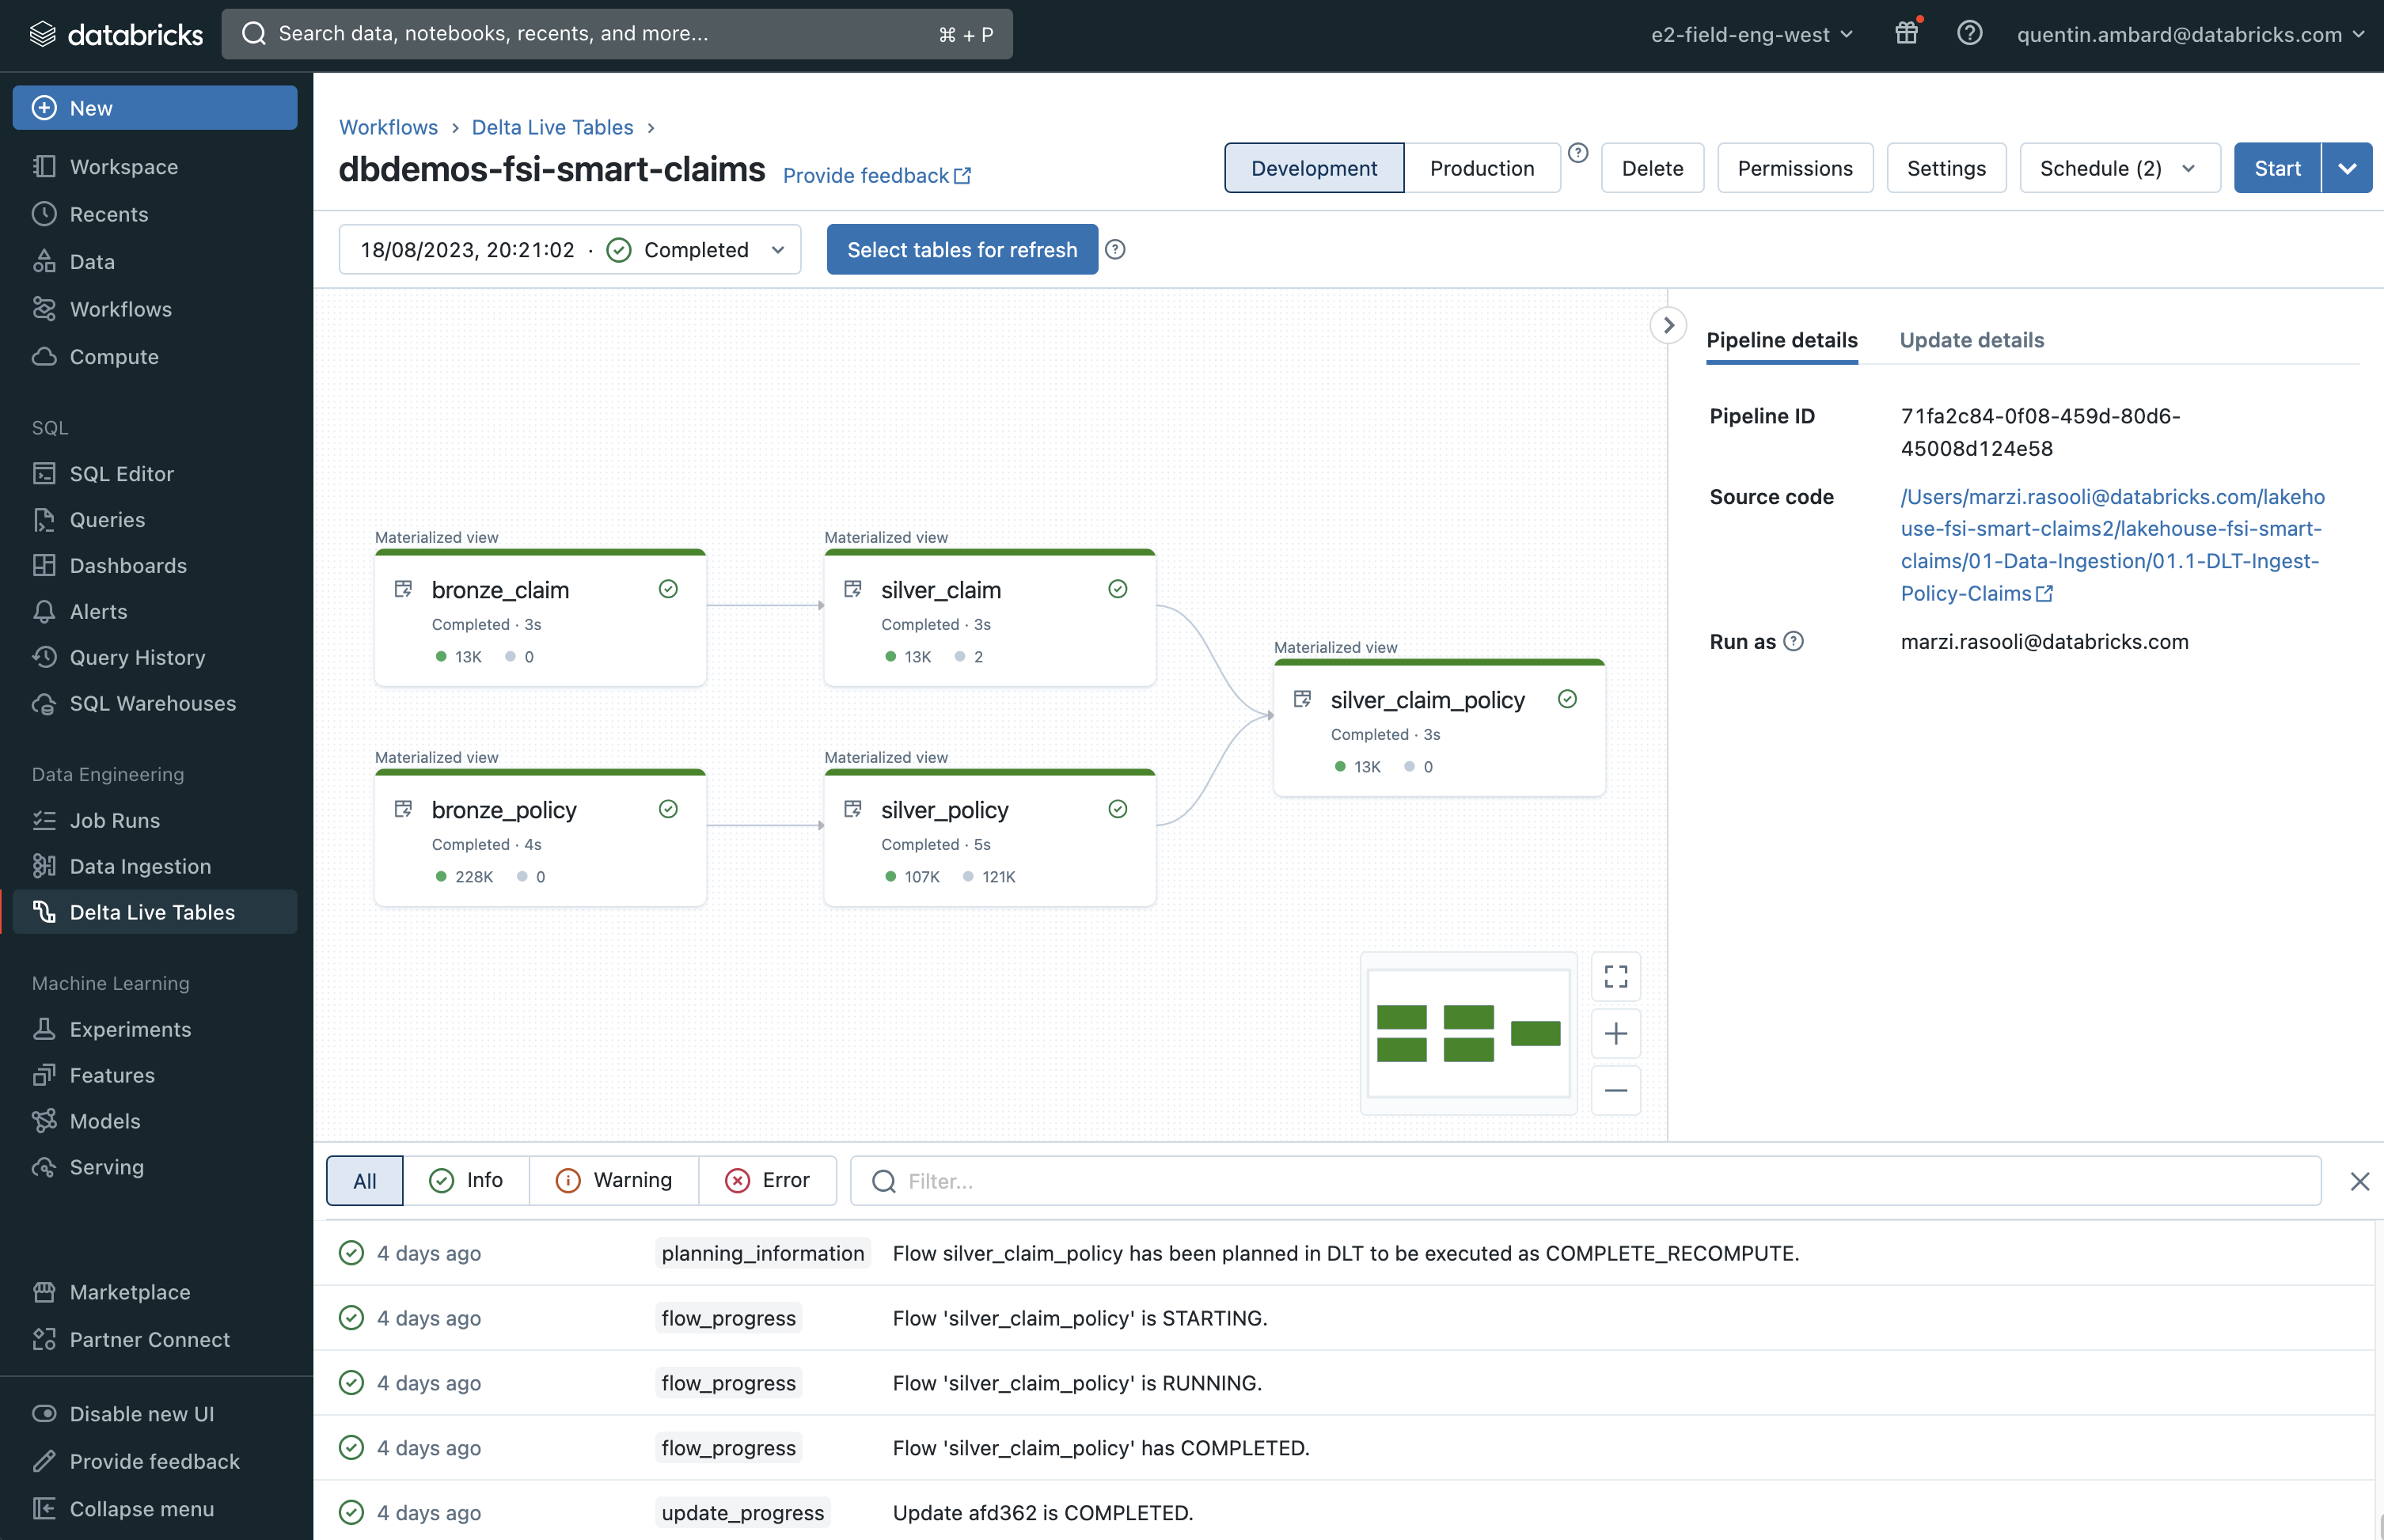 databricks
Search data, notebooks, recents, and more...
⌘ + P
e2-field-eng-west
quentin.ambard@databricks.com
New
Workspace
Recents
Data
Workflows
Compute
SQL
SQL Editor
Queries
Dashboards
Alerts
Query History
SQL Warehouses
Data Engineering
Job Runs
Data Ingestion
Delta Live Tables
Machine Learning
Experiments
Features
Models
Serving
Marketplace
Partner Connect
Disable new UI
Provide feedback
Collapse menu
Workflows › Delta Live Tables ›
dbdemos-fsi-smart-claims
Provide feedback
Development
Production
Delete
Permissions
Settings
Schedule (2)
Start
18/08/2023, 20:21:02 · Completed
Select tables for refresh
Materialized view
bronze_claim
Completed · 3s
13K 0
Materialized view
silver_claim
Completed · 3s
13K 2
Materialized view
bronze_policy
Completed · 4s
228K 0
Materialized view
silver_policy
Completed · 5s
107K 121K
Materialized view
silver_claim_policy
Completed · 3s
13K 0
Pipeline details
Update details
Pipeline ID
71fa2c84-0f08-459d-80d6-
45008d124e58
Source code
/Users/marzi.rasooli@databricks.com/lakeho
use-fsi-smart-claims2/lakehouse-fsi-smart-
claims/01-Data-Ingestion/01.1-DLT-Ingest-
Policy-Claims
Run as
marzi.rasooli@databricks.com
All
Info
Warning
Error
Filter...
4 days ago planning_information Flow silver_claim_policy has been planned in DLT to be executed as COMPLETE_RECOMPUTE.
4 days ago flow_progress Flow 'silver_claim_policy' is STARTING.
4 days ago flow_progress Flow 'silver_claim_policy' is RUNNING.
4 days ago flow_progress Flow 'silver_claim_policy' has COMPLETED.
4 days ago update_progress Update afd362 is COMPLETED.